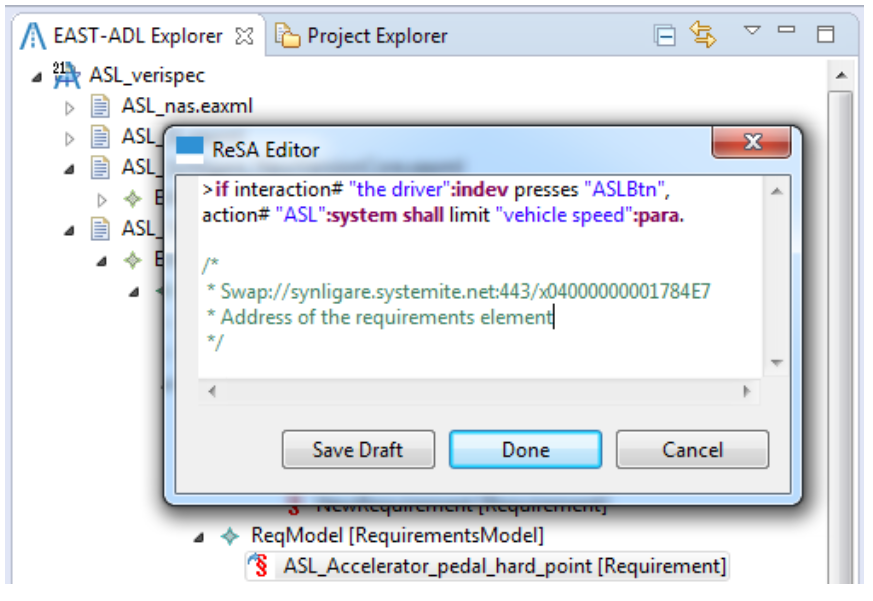 EAST-ADL Explorer Project Explorer
21
ASL_verispec
ASL_nas.eaxml
ASL_
ReSA Editor
ASL_
>if interaction# "the driver":indev presses "ASLBtn",
E
action# "ASL":system shall limit "vehicle speed":para.
ASL_
E
/*
* Swap://synligare.systemite.net:443/x04000000001784E7
* Address of the requirements element
*/
Save Draft Done Cancel
NewRequirement [Requirement]
ReqModel [RequirementsModel]
ASL_Accelerator_pedal_hard_point [Requirement]